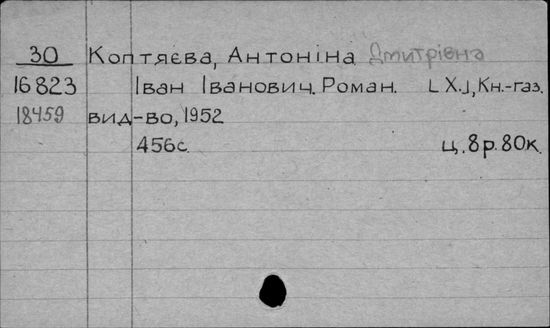 30 Коптяєва, Антоніна Дмитрівна
16823 Іван Іванович. Роман. [Х.], Кн.-газ.
18459 вид-во, 1952
456с. ц. 8р. 80к.